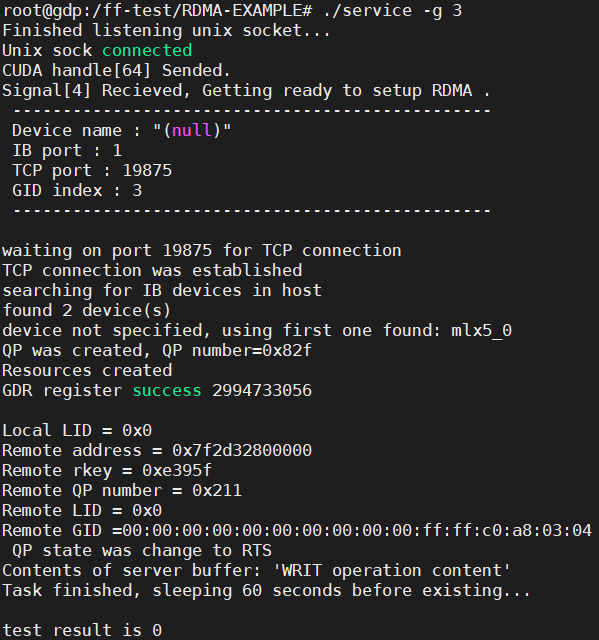 root@gdp:/ff-test/RDMA-EXAMPLE# ./service -g 3
Finished listening unix socket...
Unix sock connected
CUDA handle[64] Sended.
Signal[4] Recieved, Getting ready to setup RDMA .
------------------------------------------------
Device name : "(null)"
IB port : 1
TCP port : 19875
GID index : 3
------------------------------------------------
waiting on port 19875 for TCP connection
TCP connection was established
searching for IB devices in host
found 2 device(s)
device not specified, using first one found: mlx5_0
QP was created, QP number=0x82f
Resources created
GDR register success 2994733056
Local LID = 0x0
Remote address = 0x7f2d32800000
Remote rkey = 0xe395f
Remote QP number = 0x211
Remote LID = 0x0
Remote GID =00:00:00:00:00:00:00:00:00:00:ff:ff:c0:a8:03:04
QP state was change to RTS
Contents of server buffer: 'WRIT operation content'
Task finished, sleeping 60 seconds before existing...
test result is 0